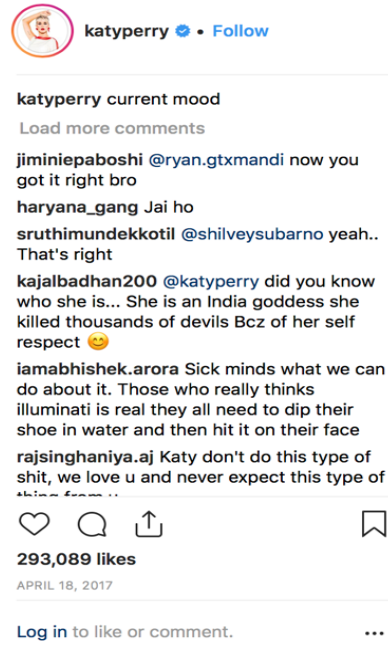 katyperry • Follow
katyperry current mood
Load more comments
jiminiepaboshi @ryan.gtxmandi now you
got it right bro
haryana_gang Jai ho
sruthimundekkotil @shilveysubarno yeah..
That's right
kajalbadhan200 @katyperry did you know
who she is... She is an India goddess she
killed thousands of devils Bcz of her self
respect 😊
iamabhishek.arora Sick minds what we can
do about it. Those who really thinks
illuminati is real they all need to dip their
shoe in water and then hit it on their face
rajsinghaniya.aj Katy don't do this type of
shit, we love u and never expect this type of
thing from u
293,089 likes
APRIL 18, 2017
Log in to like or comment.